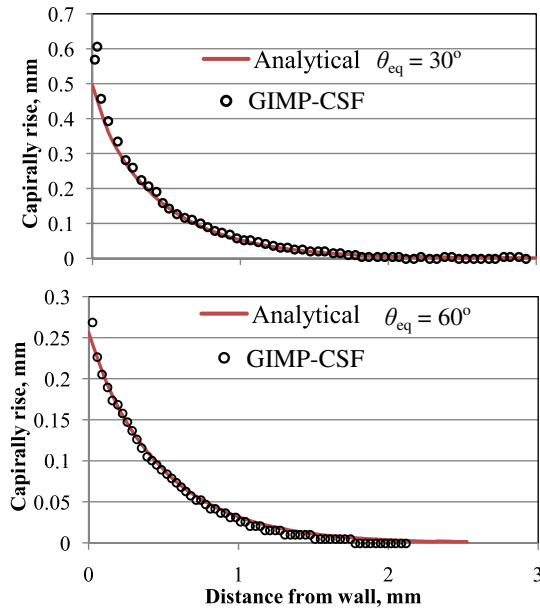 0.7
0.6
0.5
0.4
0.3
0.2
0.1
0
Capirally rise, mm
Analytical θeq = 30º
GIMP-CSF
0.3
0.25
0.2
0.15
0.1
0.05
0
Capirally rise, mm
Analytical θeq = 60º
GIMP-CSF
0 1 2 3
Distance from wall, mm